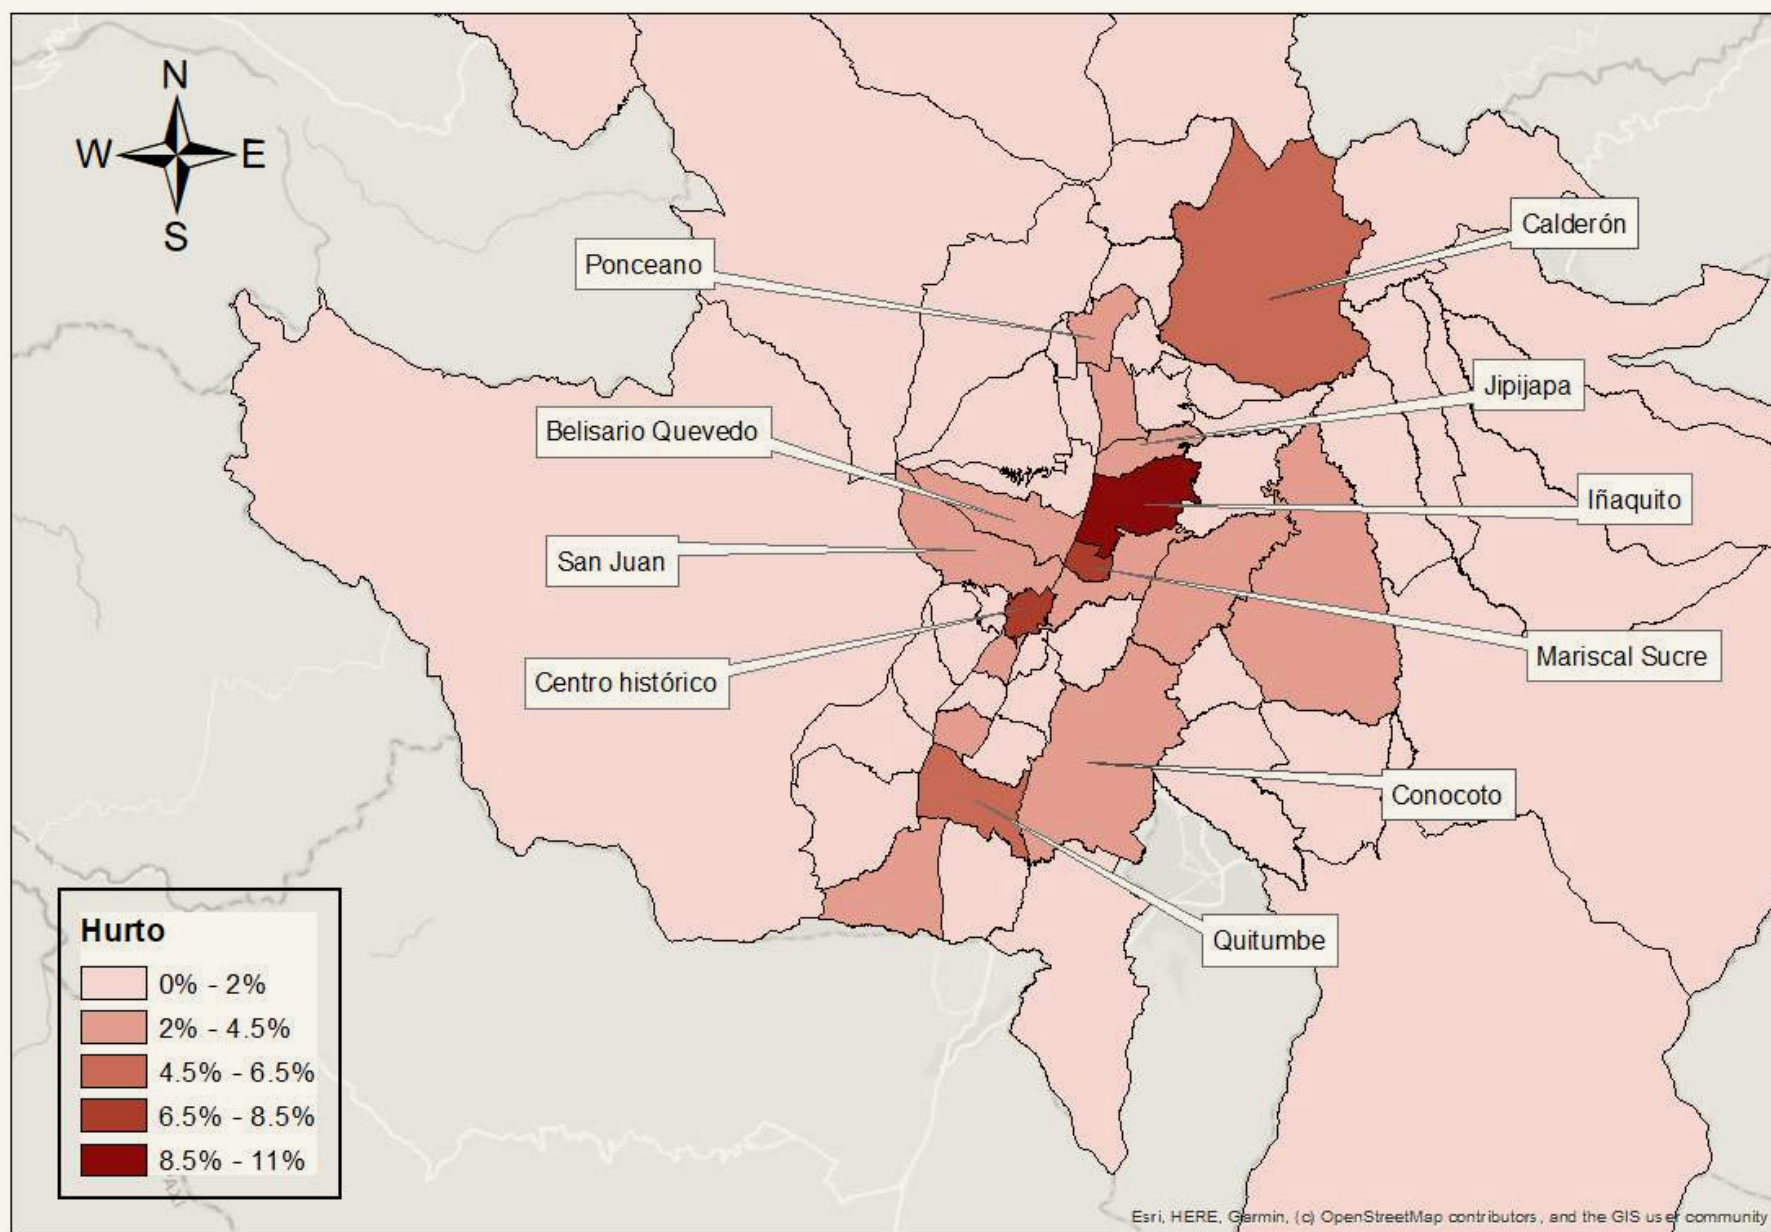 N
W E
S
Calderón
Ponceano
Jipijapa
Belisario Quevedo
Iñaquito
San Juan
Mariscal Sucre
Centro histórico
Conocoto
Quitumbe
Hurto
0% - 2%
2% - 4.5%
4.5% - 6.5%
6.5% - 8.5%
8.5% - 11%
Esri, HERE, Garmin, (c) OpenStreetMap contributors, and the GIS user community